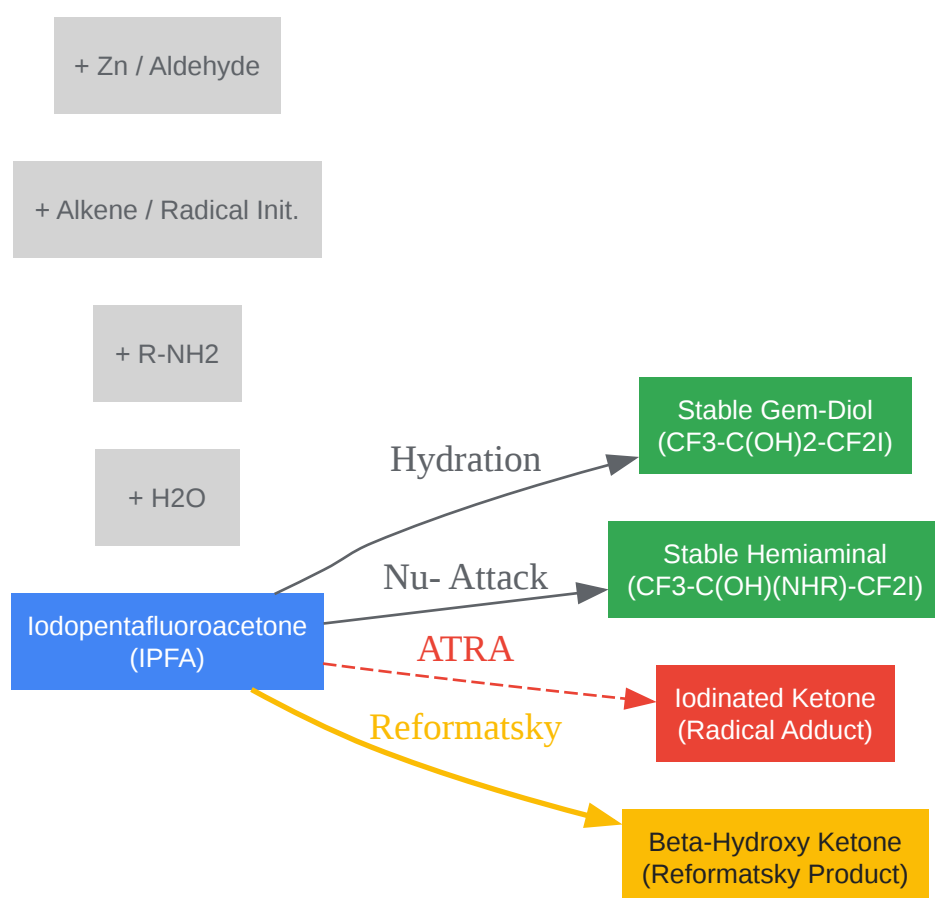 + Zn / Aldehyde
+ Alkene / Radical Init.
+ R-NH2
+ H2O
Iodopentafluoroacetone
(IPFA)
Hydration
Nu- Attack
ATRA
Reformatsky
Stable Gem-Diol
(CF3-C(OH)2-CF2I)
Stable Hemiaminal
(CF3-C(OH)(NHR)-CF2I)
Iodinated Ketone
(Radical Adduct)
Beta-Hydroxy Ketone
(Reformatsky Product)